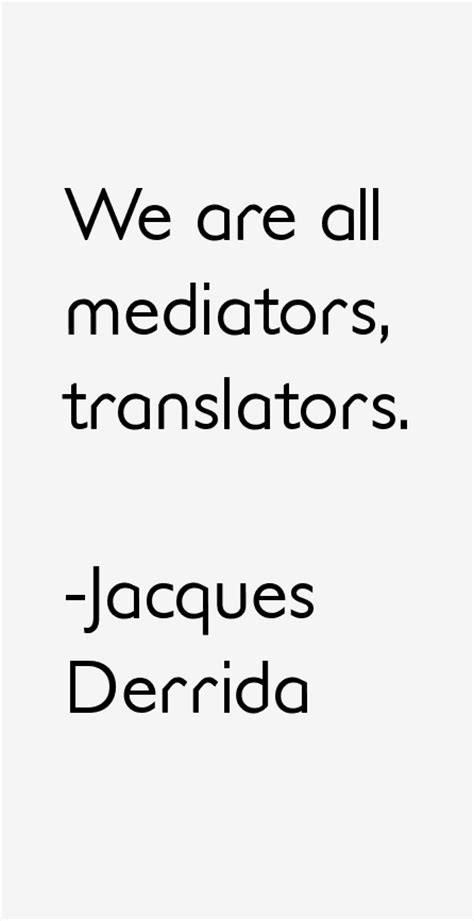 We are all
mediators,
translators.
-Jacques
Derrida